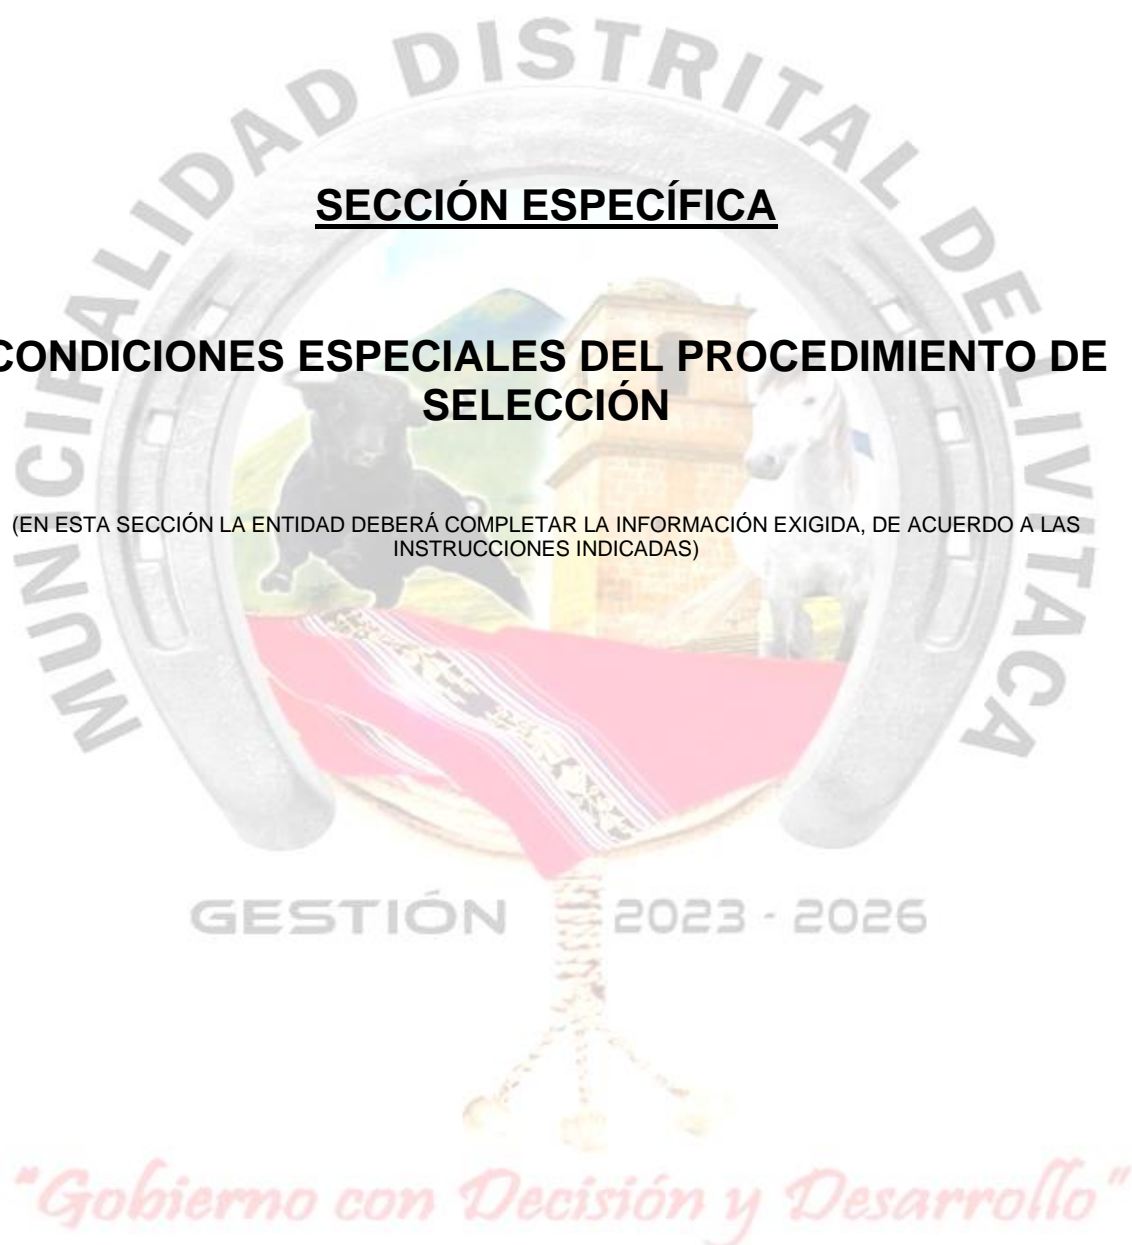 MUNICIPALIDAD DISTRITAL DE LIVITACA
SECCIÓN ESPECÍFICA
CONDICIONES ESPECIALES DEL PROCEDIMIENTO DE
SELECCIÓN
(EN ESTA SECCIÓN LA ENTIDAD DEBERÁ COMPLETAR LA INFORMACIÓN EXIGIDA, DE ACUERDO A LAS
INSTRUCCIONES INDICADAS)
GESTIÓN 2023 - 2026
"Gobierno con Decisión y Desarrollo"